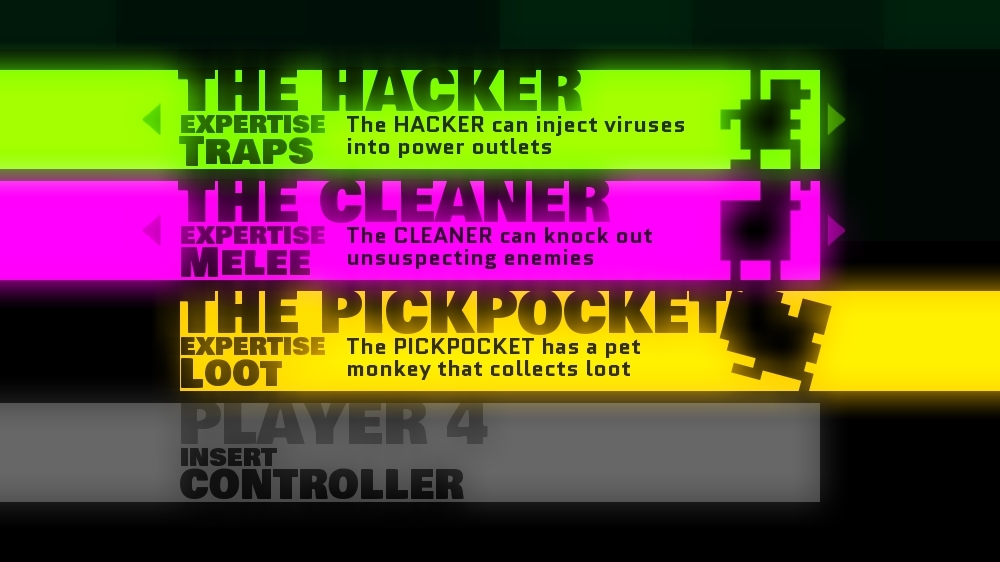 THE HACKER
EXPERTISE
TRAPS
The HACKER can inject viruses
into power outlets
THE CLEANER
EXPERTISE
MELEE
The CLEANER can knock out
unsuspecting enemies
THE PICKPOCKET
EXPERTISE
LOOT
The PICKPOCKET has a pet
monkey that collects loot
PLAYER 4
INSERT
CONTROLLER